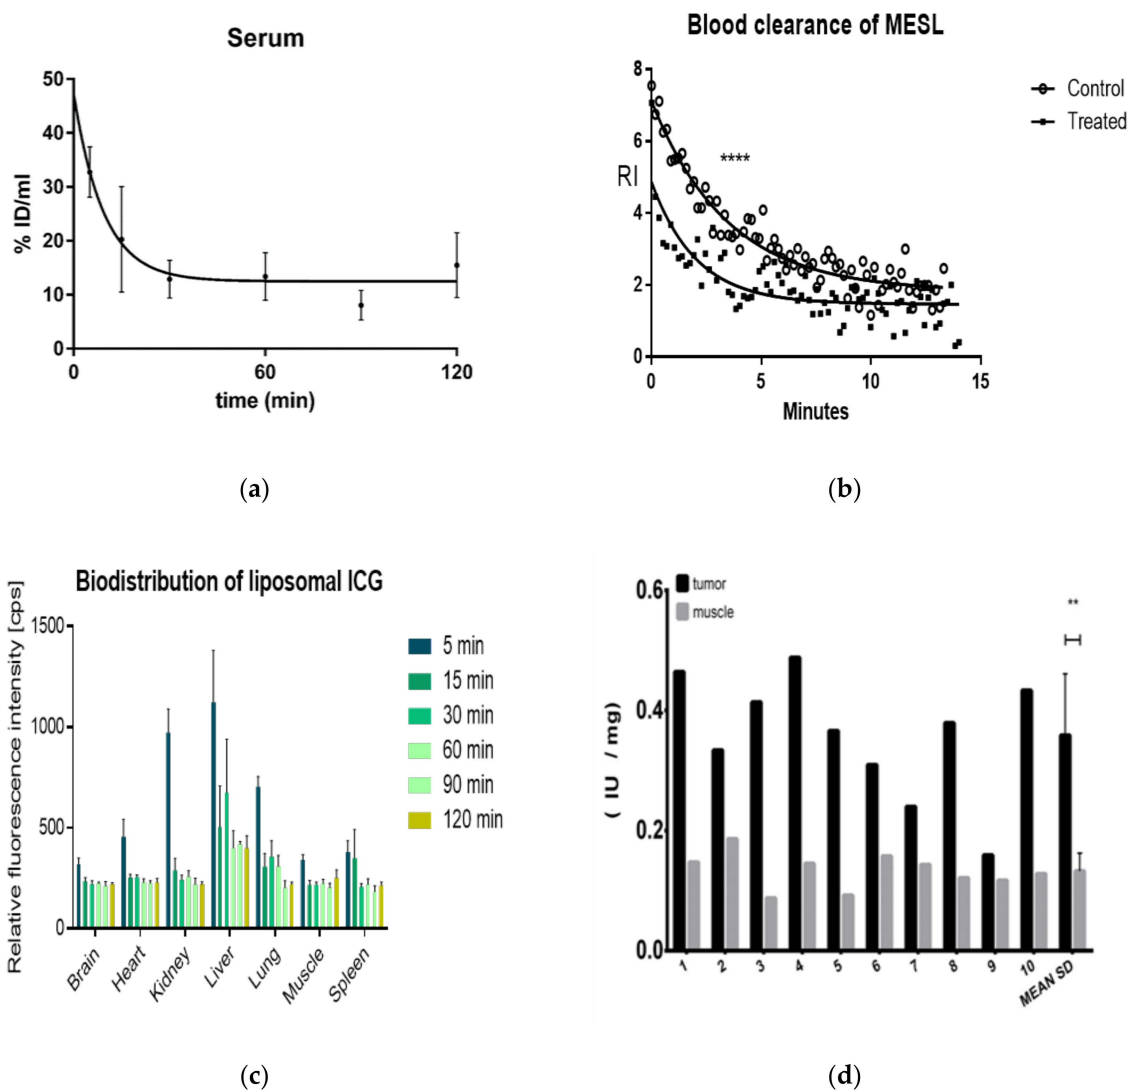 Serum
50
40
30
20
10
0
% ID/ml
0
60
120
time (min)
(a)
Blood clearance of MESL
8
6
4
2
0
RI
****
Control
Treated
0
5
10
15
Minutes
(b)
Biodistribution of liposomal ICG
Relative fluorescence intensity [cps]
1500
1000
500
0
Brain
Heart
Kidney
Liver
Lung
Muscle
Spleen
5 min
15 min
30 min
60 min
90 min
120 min
(c)
tumor
muscle
**
( IU / mg)
0.6
0.4
0.2
0.0
1
2
3
4
5
6
7
8
9
10
MEAN SD
(d)